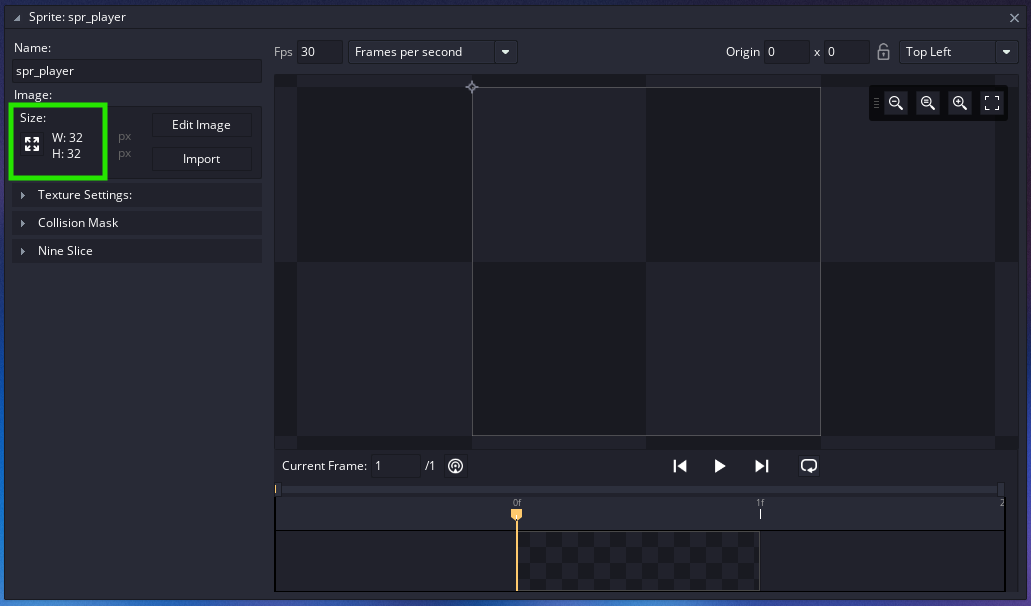 Sprite: spr_player
Name:
spr_player
Image:
Size:
W: 32 px
H: 32 px
Edit Image
Import
Texture Settings:
Collision Mask
Nine Slice
Fps 30 Frames per second
Origin 0 x 0 Top Left
Current Frame: 1 /1
0f 1f 2